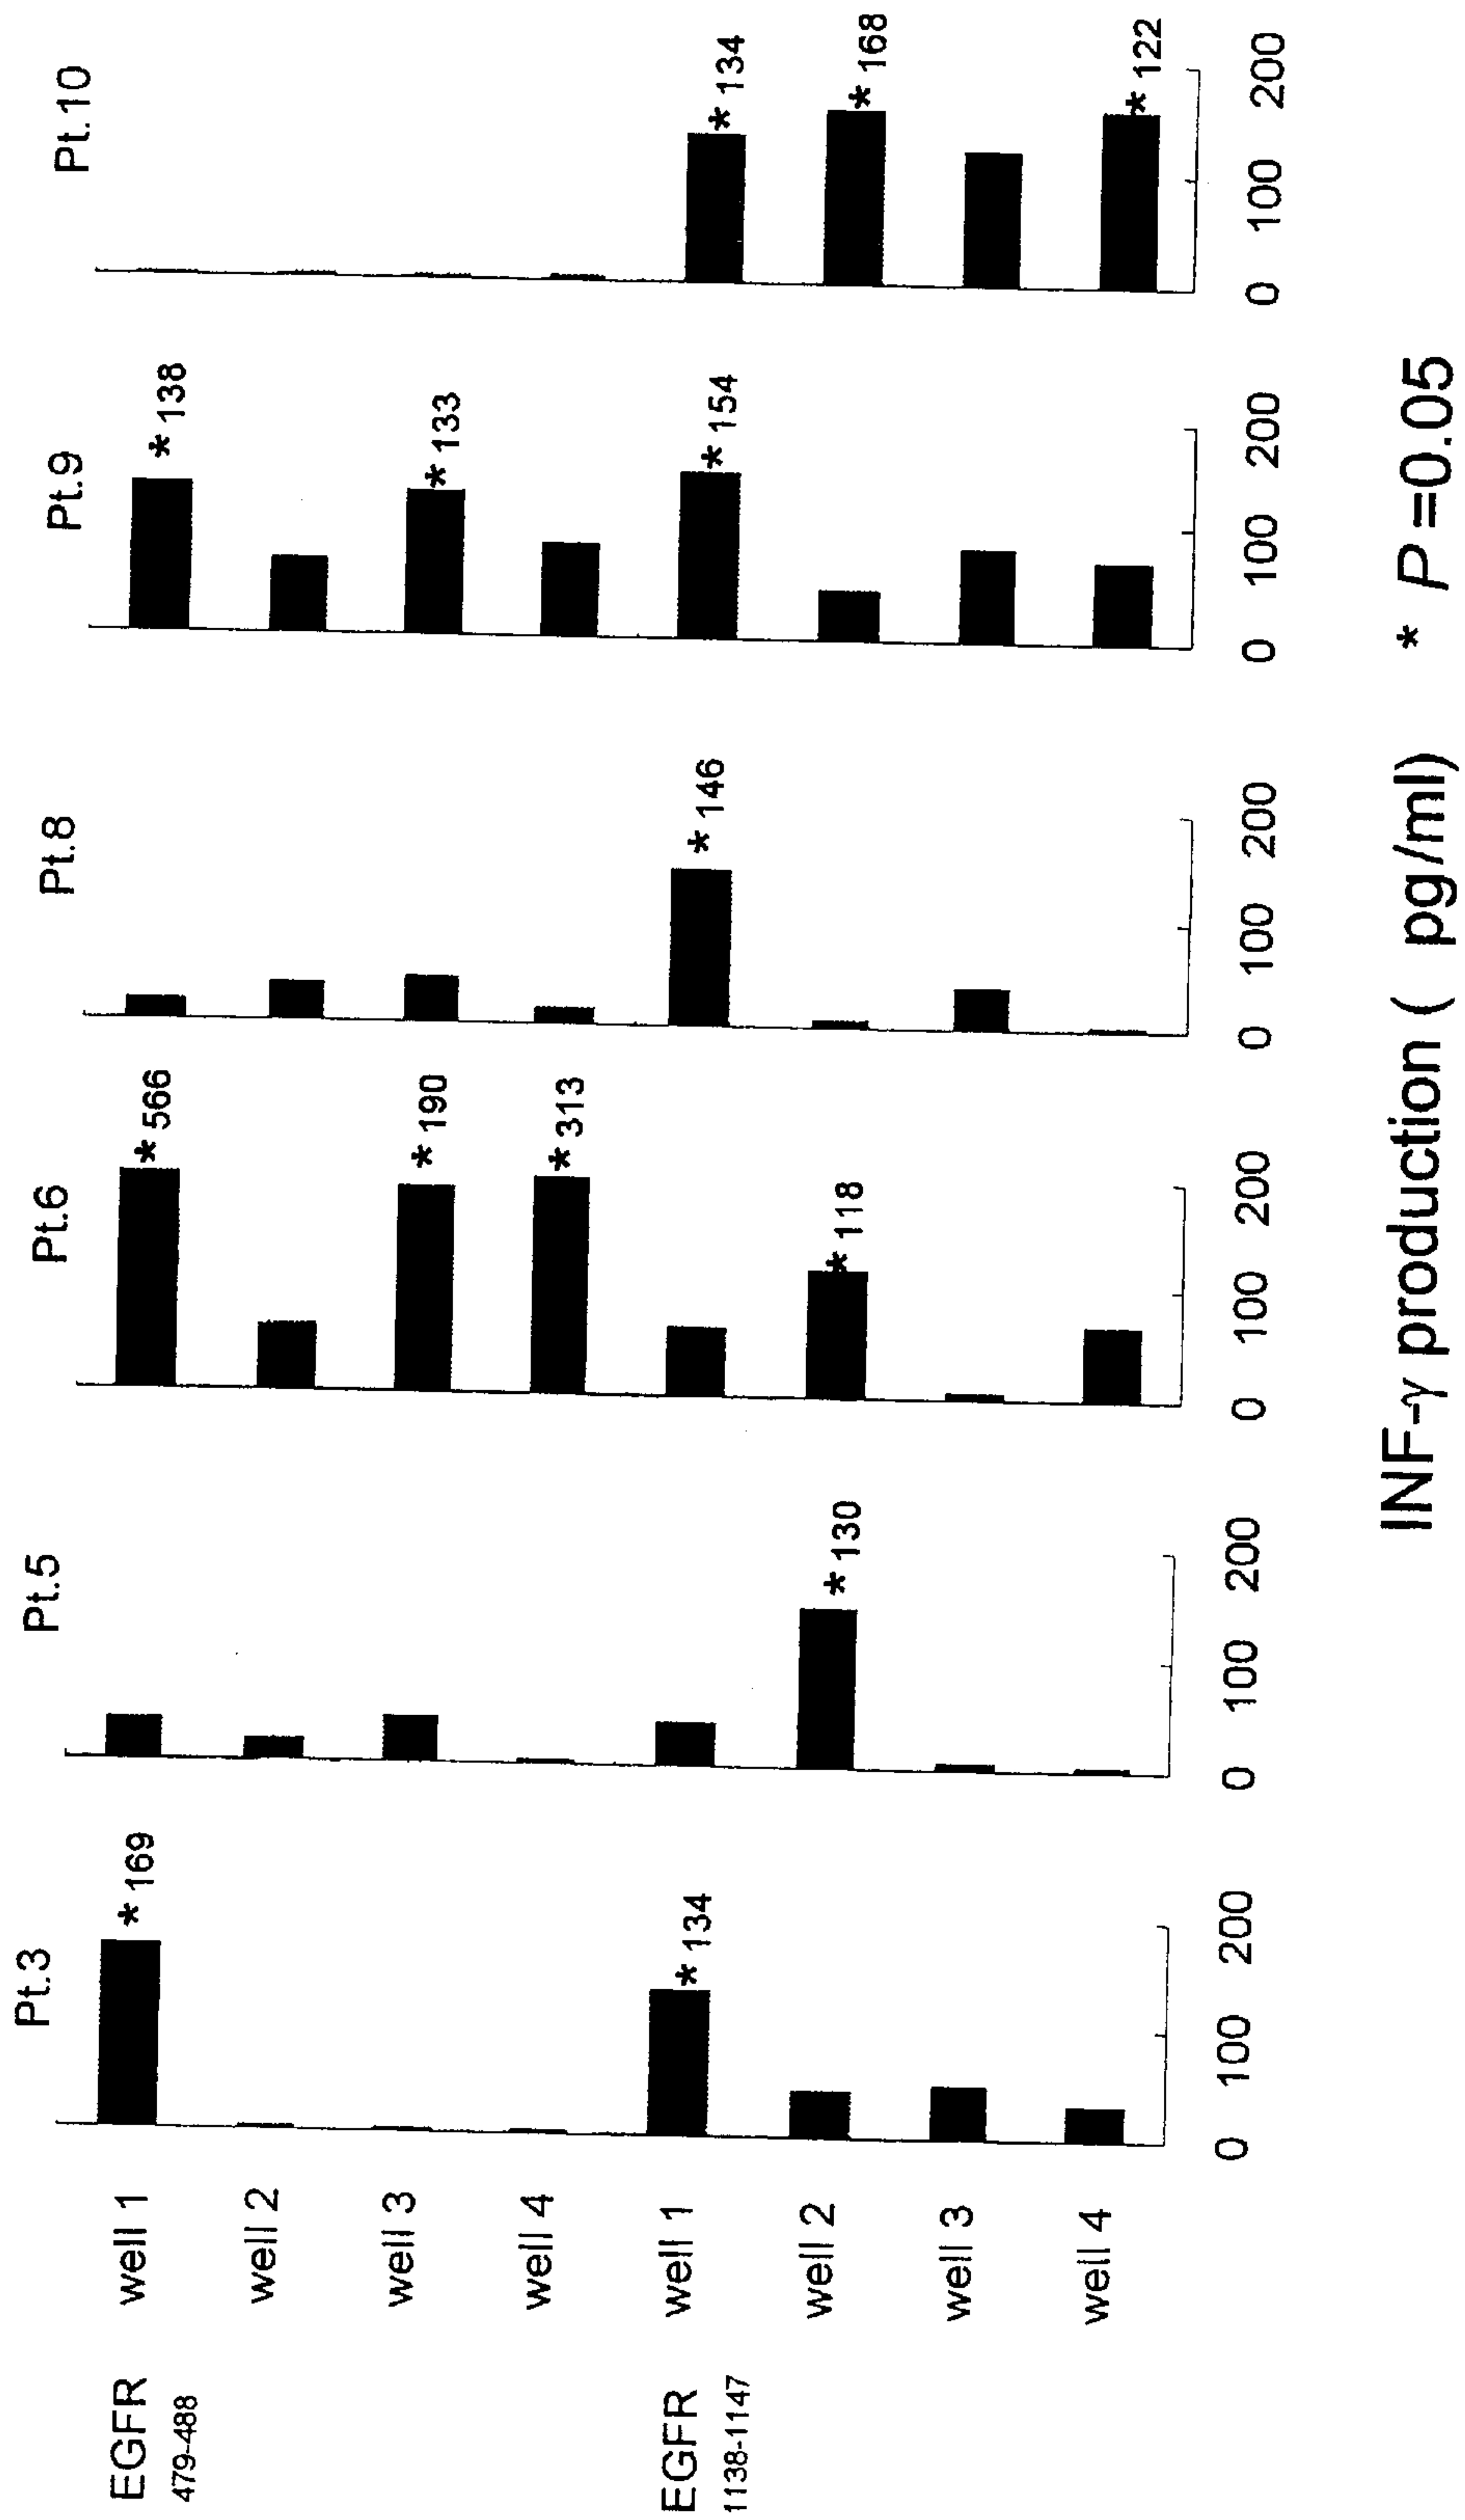 Pt.3 Pt.5 Pt.6 Pt.8 Pt.9 Pt.10
EGFR well 1 * 169 * 566 * 138
479-488
well 2
well 3 * 190 * 133
well 4 * 313
EGFR well 1 * 134 * 146 * 154 * 134
1138-1147
well 2 * 130 * 118 * 168
well 3
well 4 * 122
0 100 200 0 100 200 0 100 200 0 100 200 0 100 200 0 100 200
INF-γ production ( pg/ml) * P=0.05